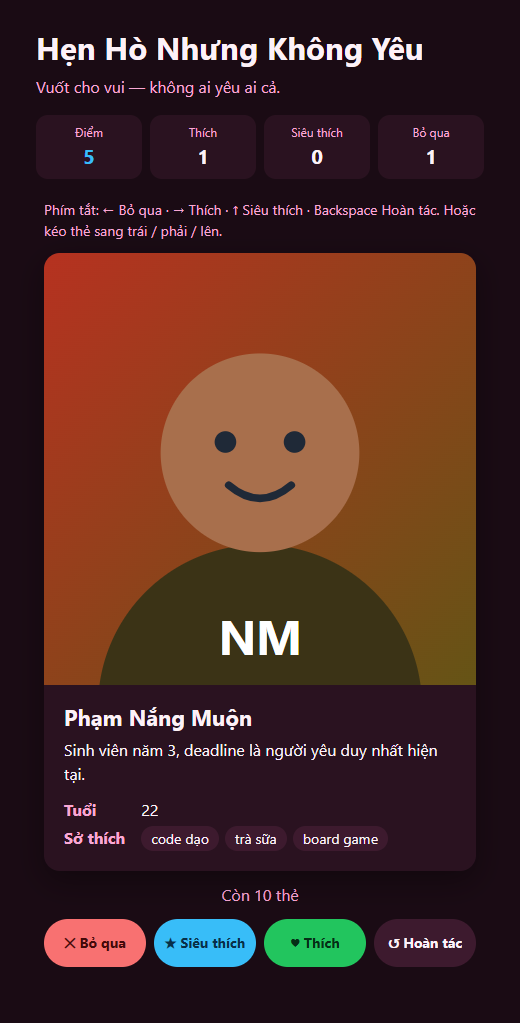 Hẹn Hò Nhưng Không Yêu
Vuốt cho vui — không ai yêu ai cả.
Điểm
5
Thích
1
Siêu thích
0
Bỏ qua
1
Phím tắt: ← Bỏ qua · → Thích · ↑ Siêu thích · Backspace Hoàn tác. Hoặc
kéo thẻ sang trái / phải / lên.
NM
Phạm Nắng Muộn
Sinh viên năm 3, deadline là người yêu duy nhất hiện
tại.
Tuổi 22
Sở thích code dạo trà sữa board game
Còn 10 thẻ
✕ Bỏ qua ★ Siêu thích ♥ Thích ↺ Hoàn tác